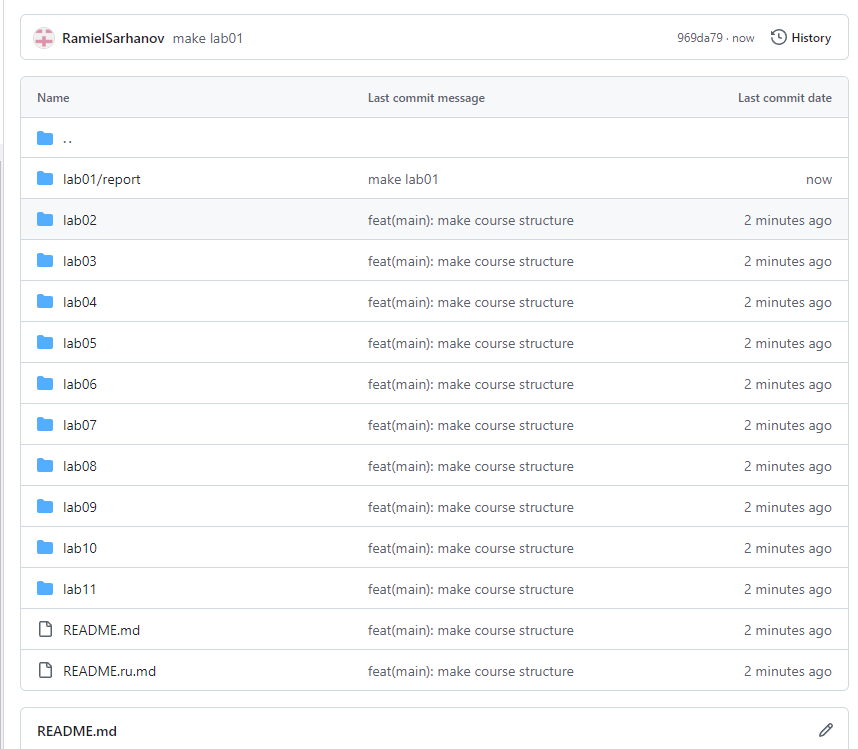 RamielSarhanov make lab01 969da79 · now History
Name Last commit message Last commit date
..
lab01/report make lab01 now
lab02 feat(main): make course structure 2 minutes ago
lab03 feat(main): make course structure 2 minutes ago
lab04 feat(main): make course structure 2 minutes ago
lab05 feat(main): make course structure 2 minutes ago
lab06 feat(main): make course structure 2 minutes ago
lab07 feat(main): make course structure 2 minutes ago
lab08 feat(main): make course structure 2 minutes ago
lab09 feat(main): make course structure 2 minutes ago
lab10 feat(main): make course structure 2 minutes ago
lab11 feat(main): make course structure 2 minutes ago
README.md feat(main): make course structure 2 minutes ago
README.ru.md feat(main): make course structure 2 minutes ago
README.md